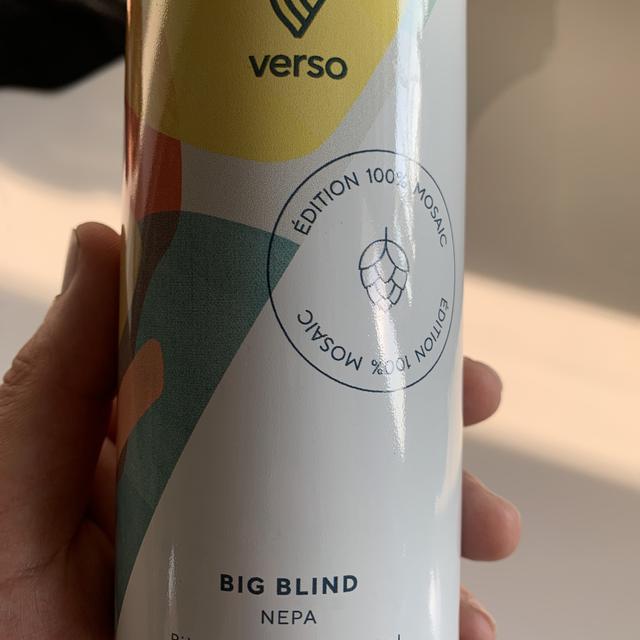 verso
ÉDITION 100% MOSAIC
ÉDITION 100% MOSAIC
BIG BLIND
NEPA